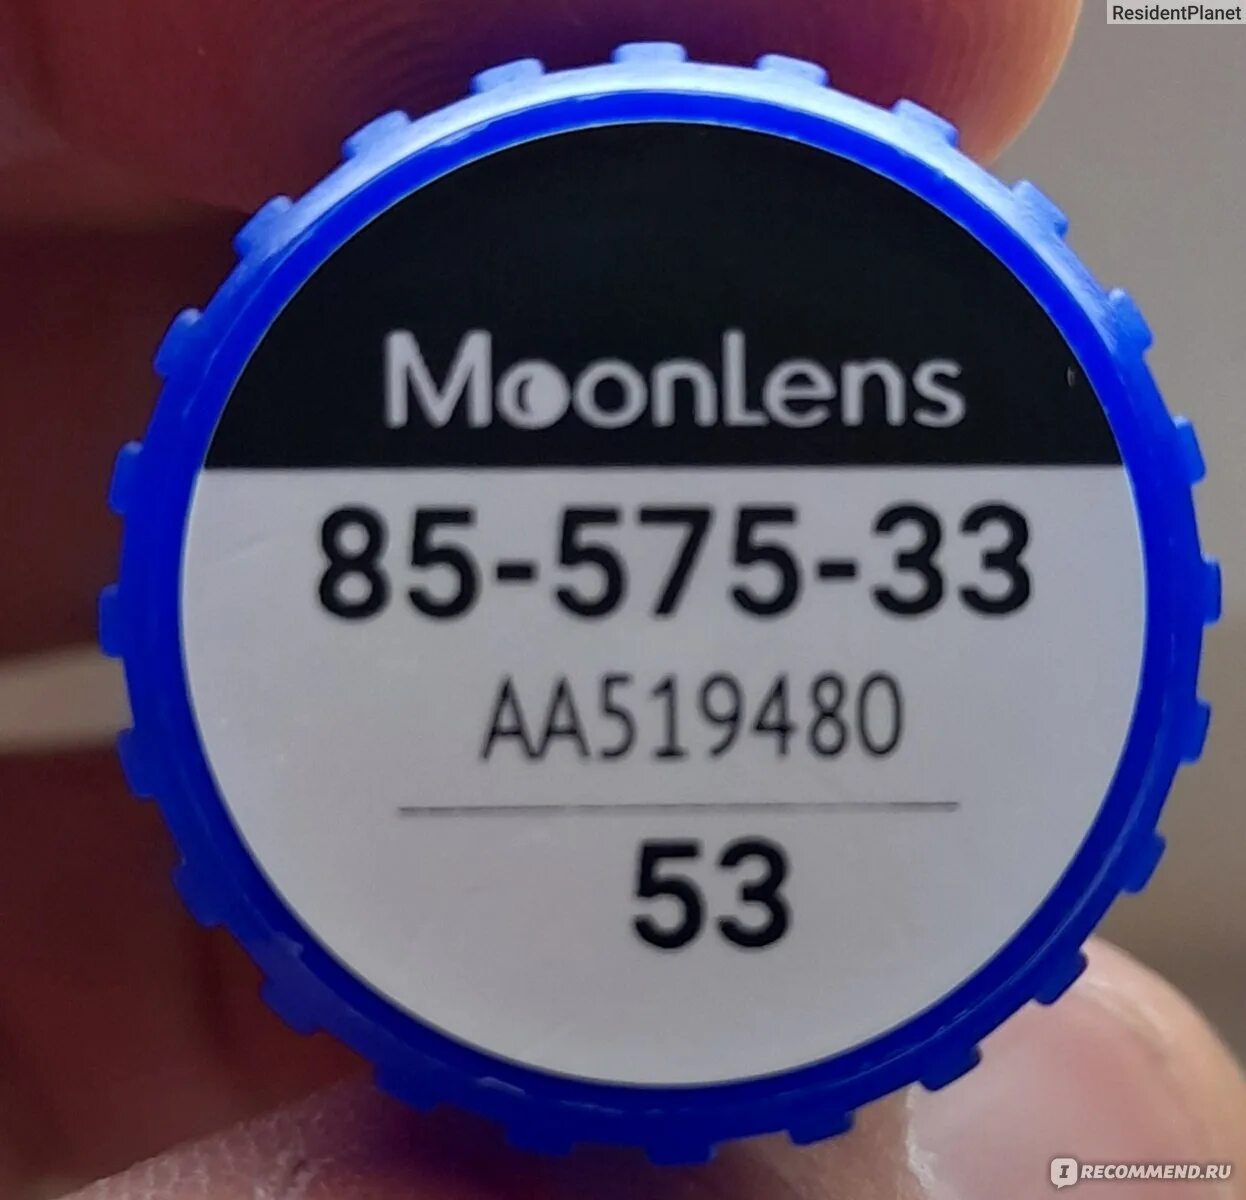 ResidentPlanet
MoonLens
85-575-33
AA519480
53
I RECOMMEND.RU